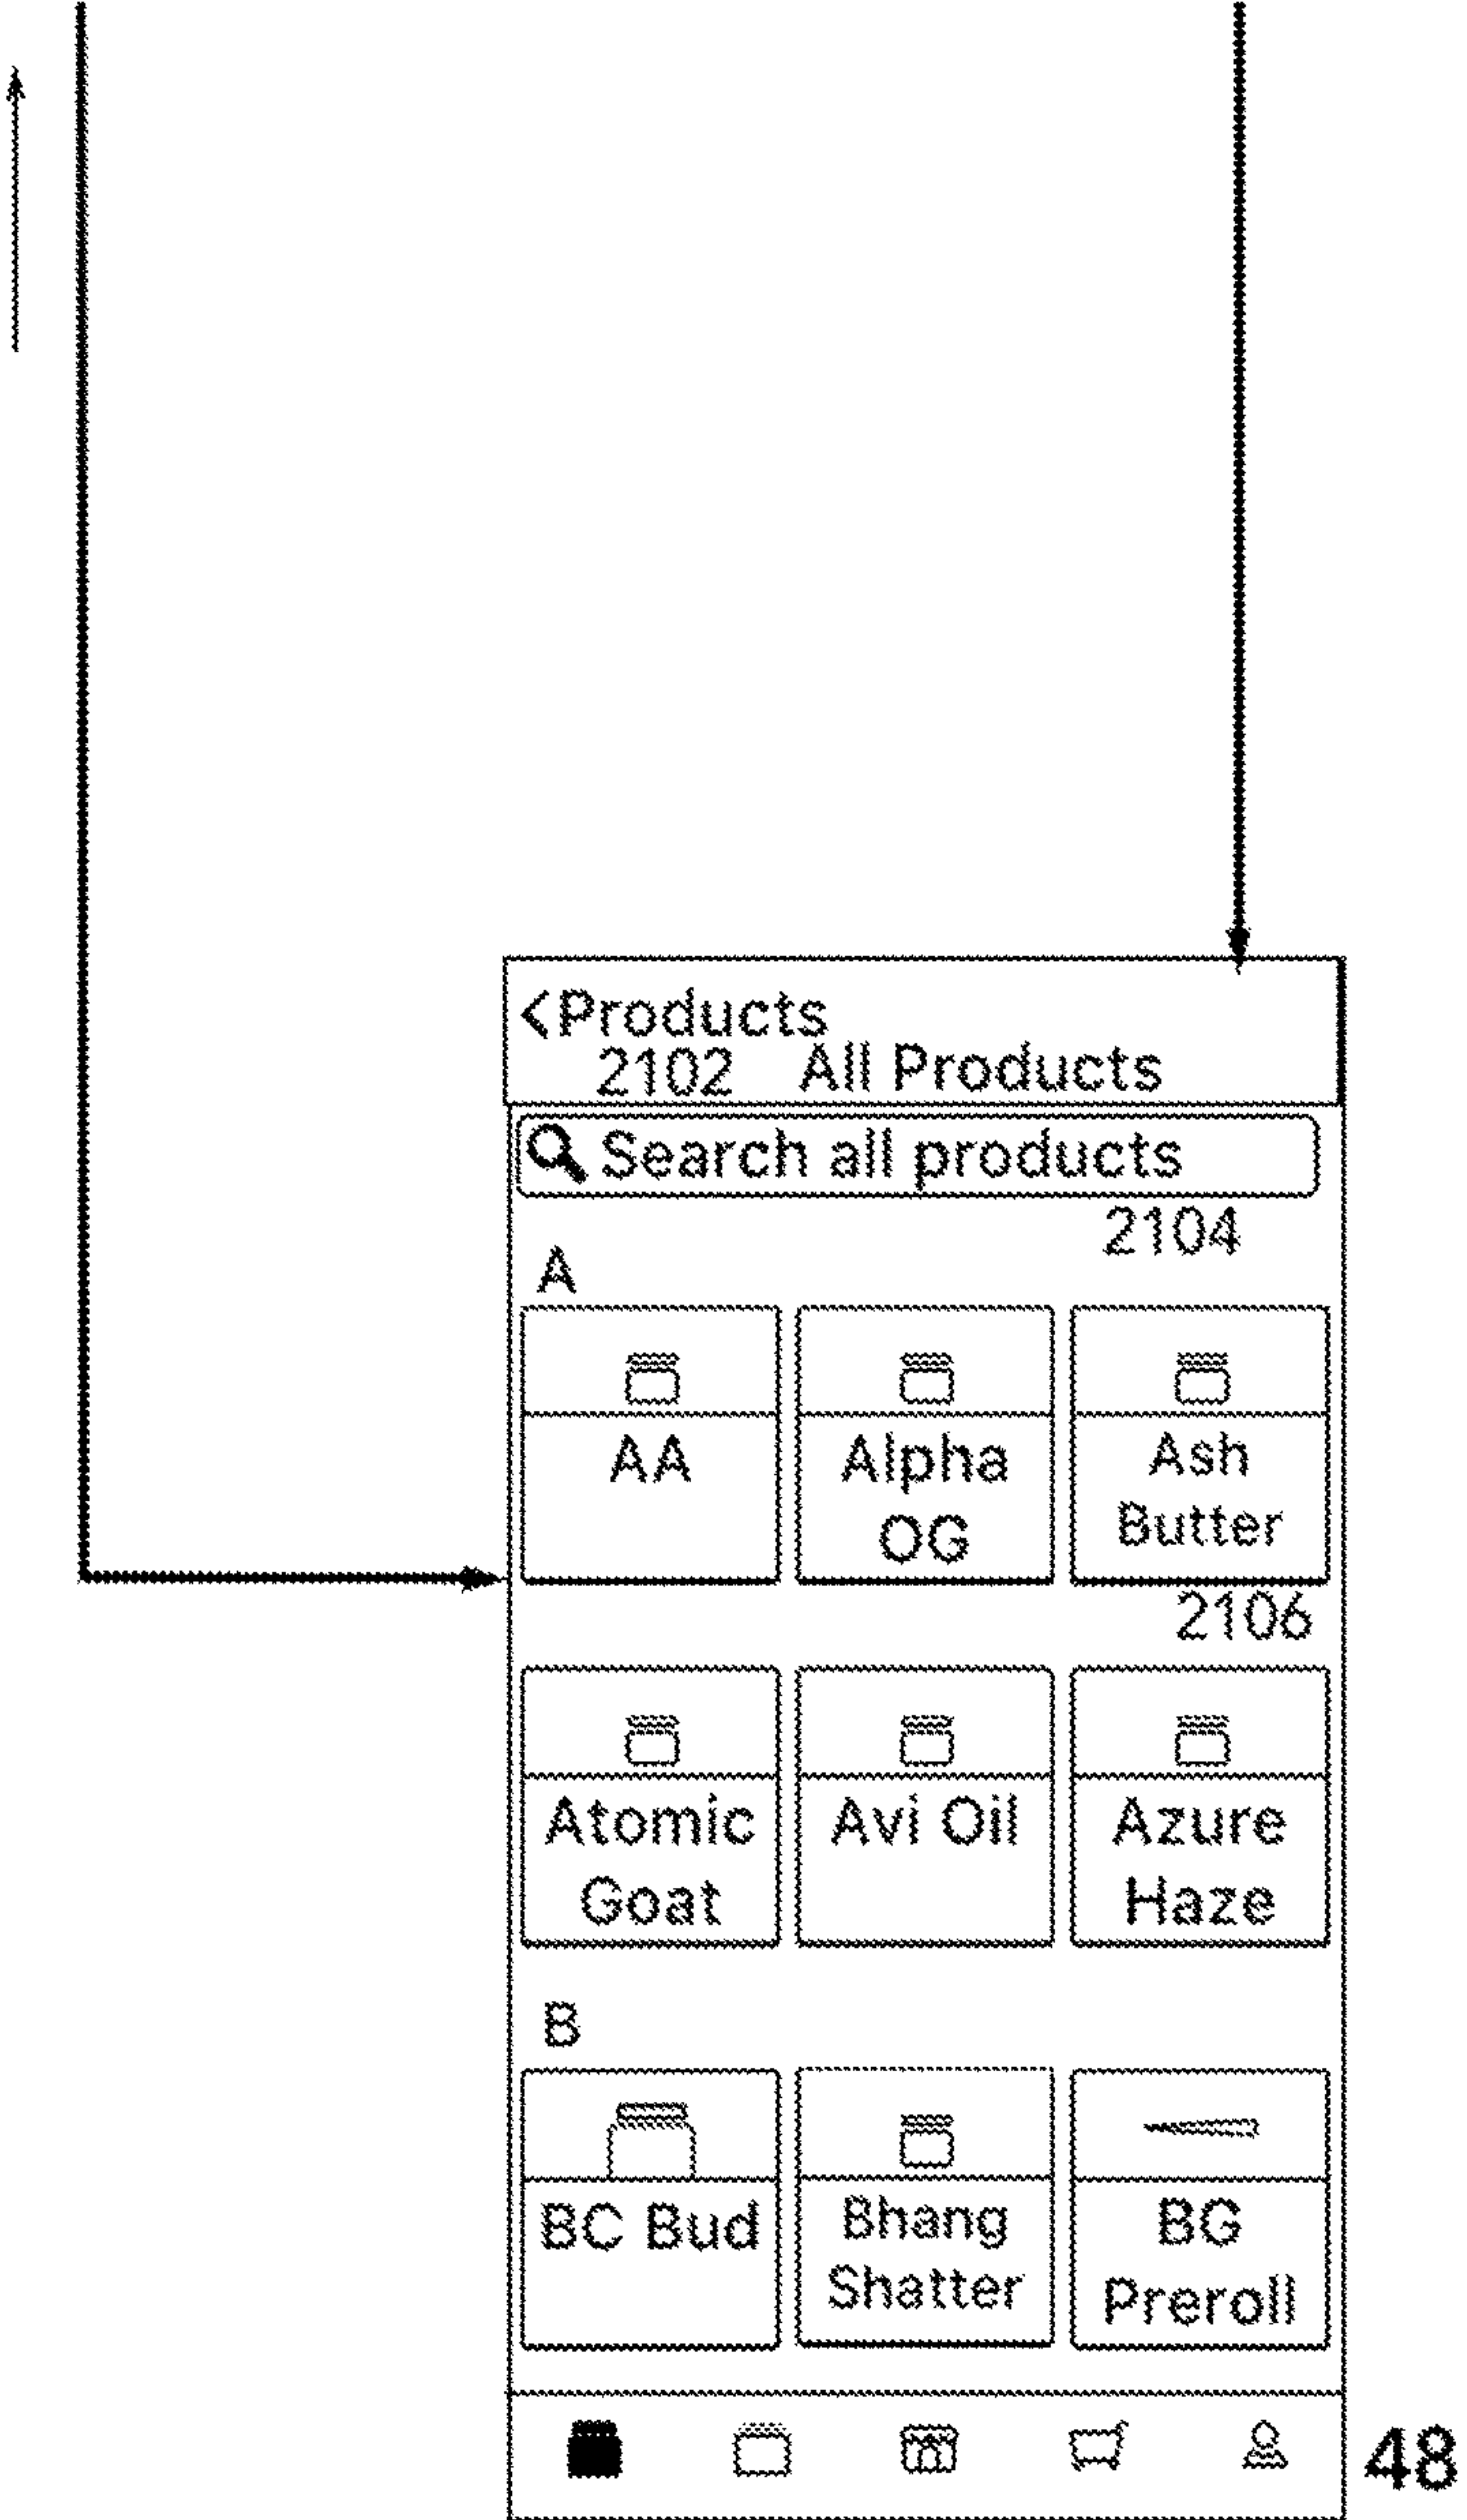 <Products
2102 All Products
Search all products
2104
A
AA
Alpha
OG
Ash
Butter
2106
Atomic
Goat
Avi Oil
Azure
Haze
B
BC Bud
Bhang
Shatter
BG
Preroll
48